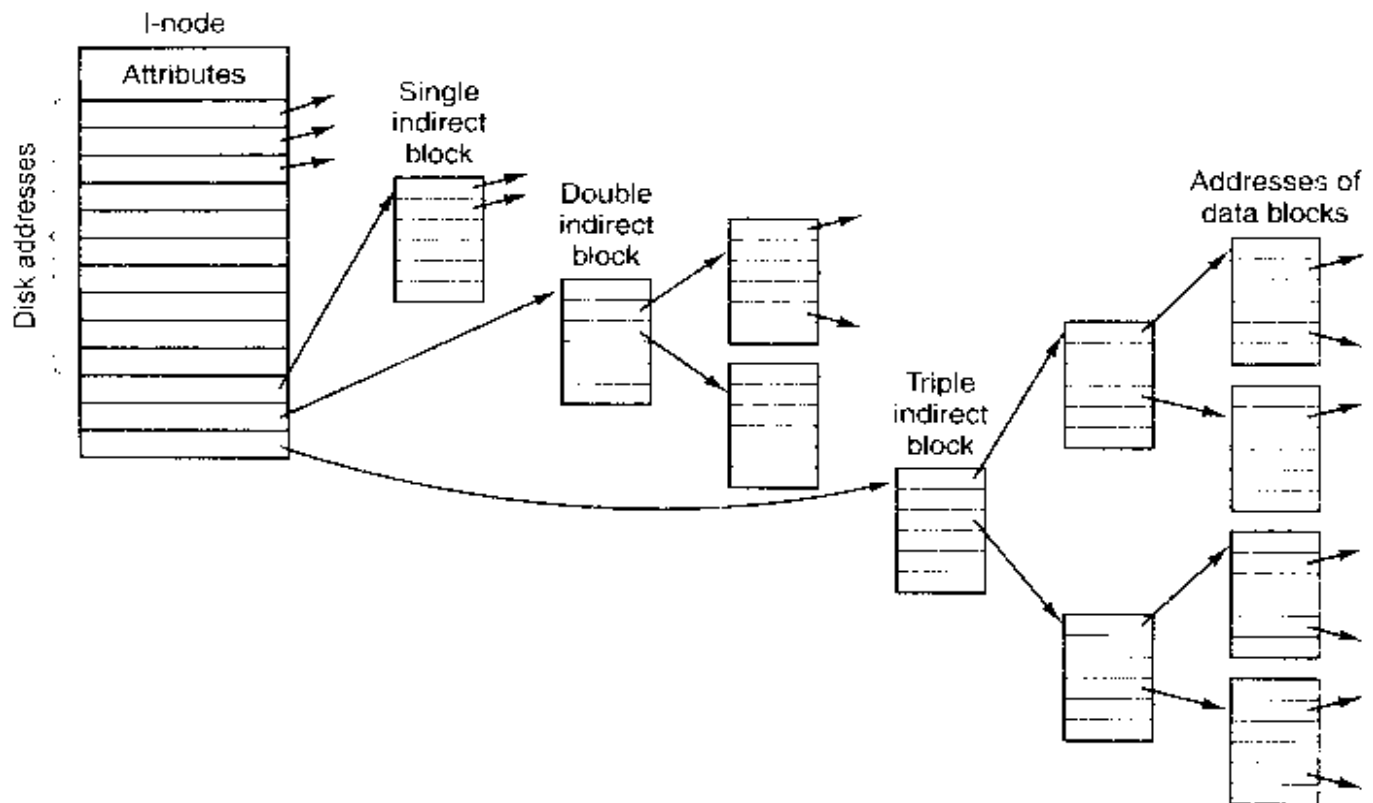 I-node
Attributes
Disk addresses
Single
indirect
block
Double
indirect
block
Triple
indirect
block
Addresses of
data blocks